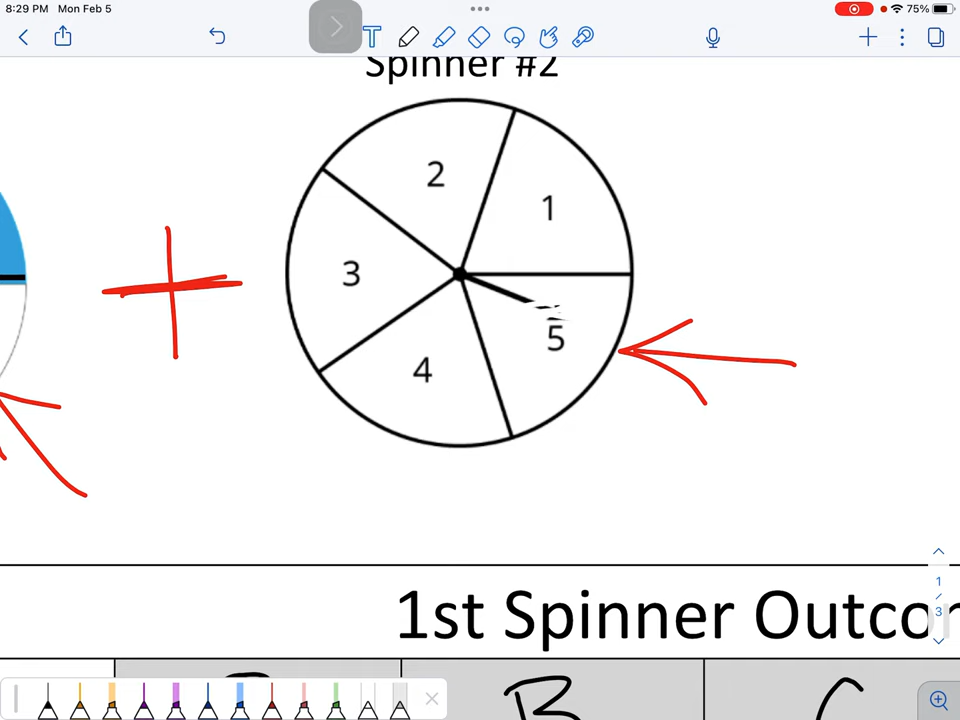 8:29 PM Mon Feb 5
75%
T
Spinner #2
2
1
3
5
4
+
1
/
3
1st Spinner Outco
B
C